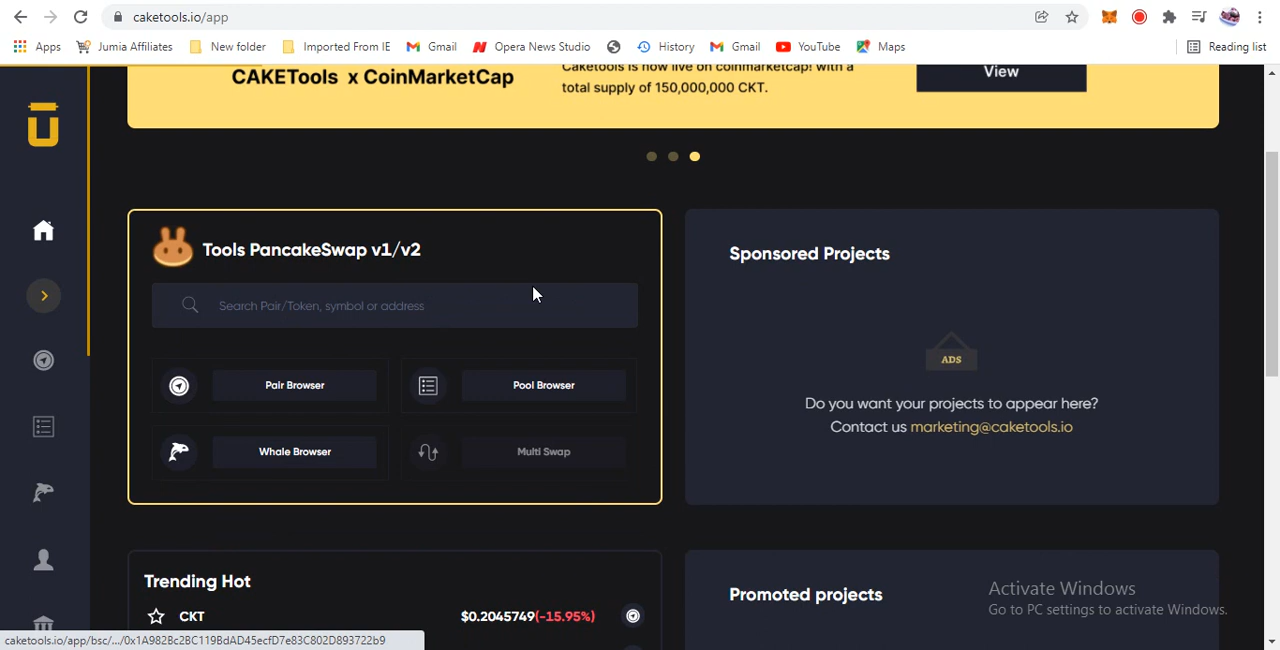 caketools.io/app
Apps Jumia Affiliates New folder Imported From IE Gmail Opera News Studio History Gmail YouTube Maps Reading list
CAKETools x CoinMarketCap
Caketools is now live on coinmarketcap! with a
total supply of 150,000,000 CKT.
View
Tools PancakeSwap v1/v2
Search Pair/Token, symbol or address
Pair Browser
Pool Browser
Whale Browser
Multi Swap
Sponsored Projects
ADS
Do you want your projects to appear here?
Contact us marketing@caketools.io
Trending Hot
CKT $0.2045749(-15.95%)
Promoted projects
Activate Windows
Go to PC settings to activate Windows.
caketools.io/app/bsc/.../0x1A982Bc2BC119BdAD45ecfD7e83C802D893722b9